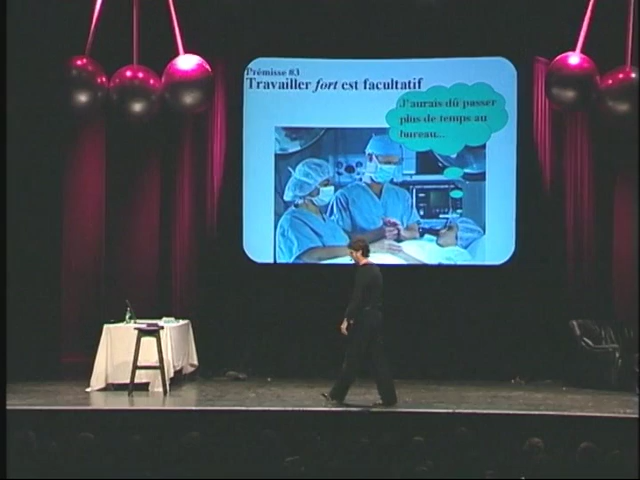 Prémisse #3
Travailler fort est facultatif
J'aurais dû passer
plus de temps au
bureau...